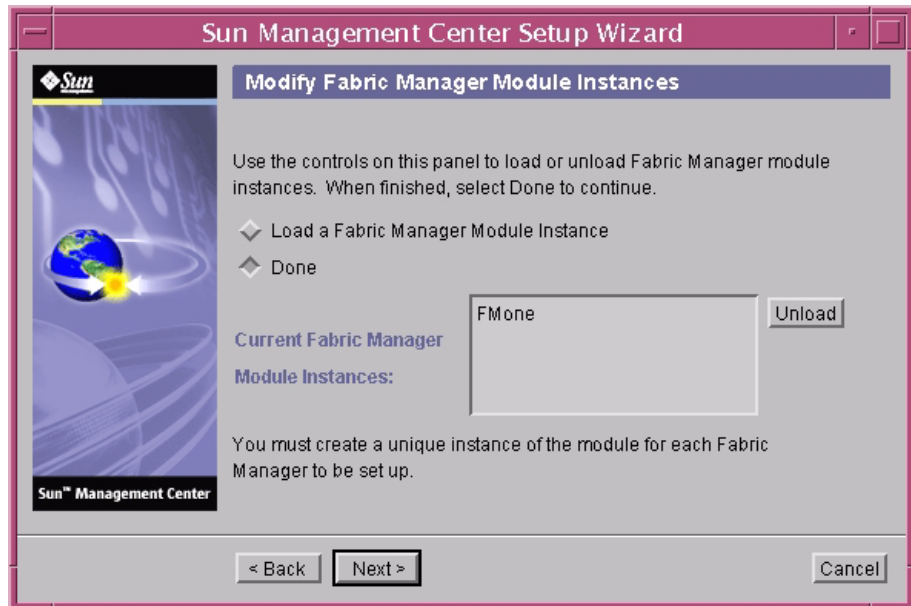 Sun Management Center Setup Wizard
Sun
Modify Fabric Manager Module Instances
Use the controls on this panel to load or unload Fabric Manager module
instances. When finished, select Done to continue.
Load a Fabric Manager Module Instance
Done
Current Fabric Manager
Module Instances:
FMone
Unload
You must create a unique instance of the module for each Fabric
Manager to be set up.
Sun™ Management Center
< Back
Next >
Cancel